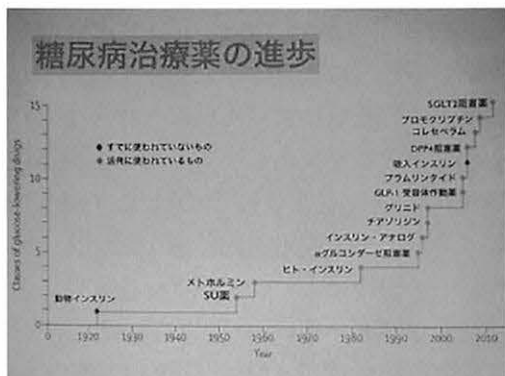 糖尿病治療薬の進歩
15
SGLT2阻害薬
ブロモクリプチン
コレセベラム
すでに使われていないもの
DPP4阻害薬
活発に使われているもの
吸入インスリン
10
プラムリンタイド
GLP-1 受容体作動薬
グリニド
チアゾリジン
インスリン・アナログ
5
αグルコシダーゼ阻害薬
ヒト・インスリン
メトホルミン
SU薬
動物インスリン
0
Classes of glucose-lowering drugs
0 1920 1930 1940 1950 1960 1970 1980 1990 2000 2010
Year